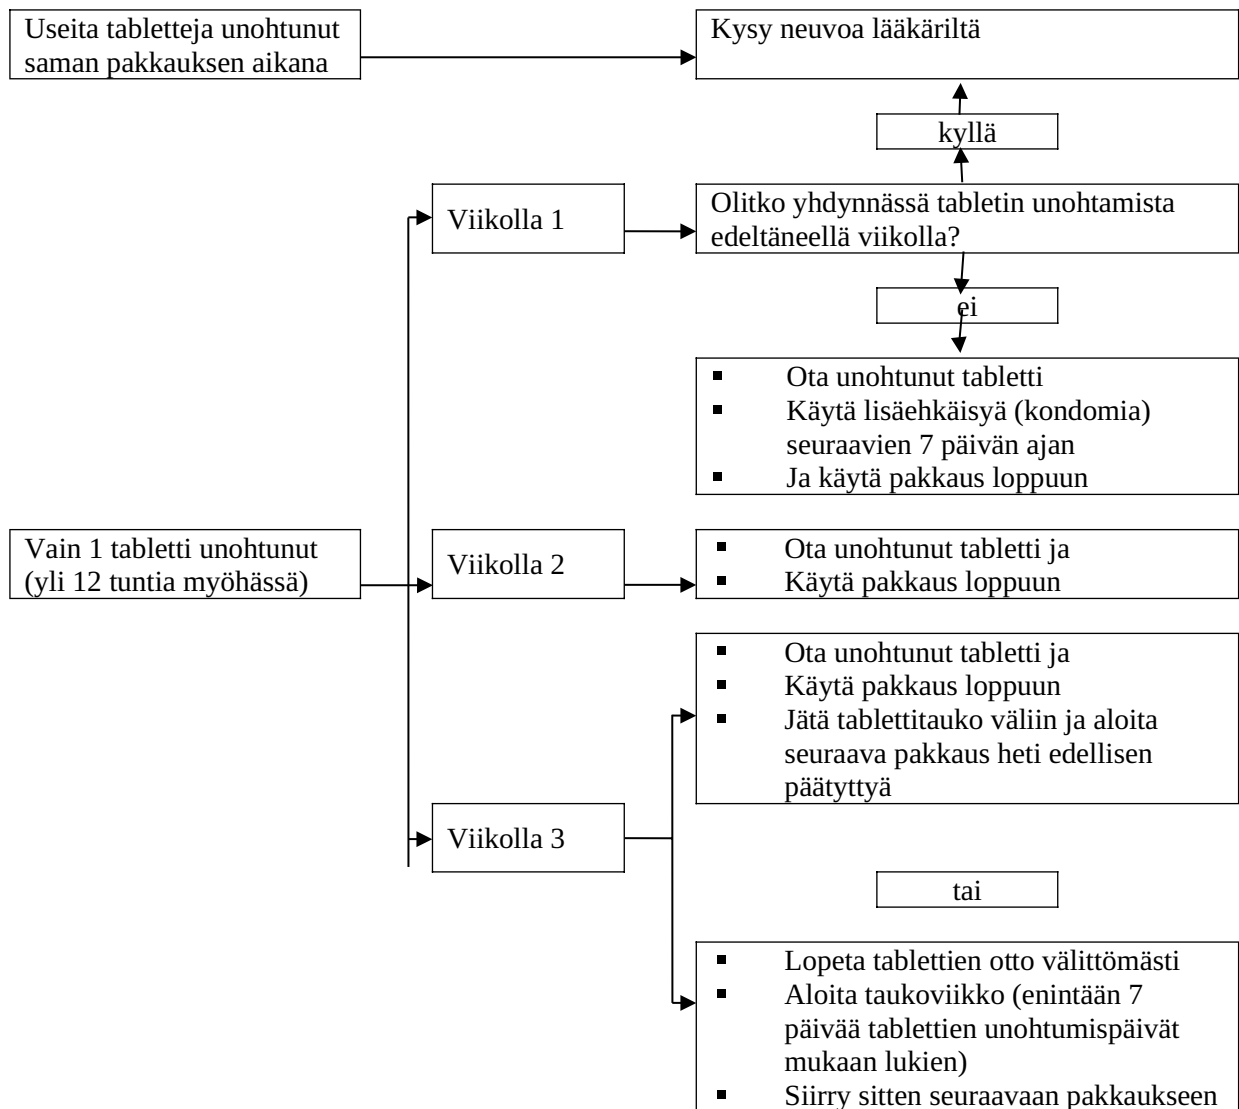 Useita tabletteja unohtunut
saman pakkauksen aikana
Kysy neuvoa lääkäriltä
kyllä
Viikolla 1
Olitko yhdynnässä tabletin unohtamista
edeltäneellä viikolla?
ei
▪ Ota unohtunut tabletti
▪ Käytä lisäehkäisyä (kondomia)
seuraavien 7 päivän ajan
▪ Ja käytä pakkaus loppuun
Vain 1 tabletti unohtunut
(yli 12 tuntia myöhässä)
Viikolla 2
▪ Ota unohtunut tabletti ja
▪ Käytä pakkaus loppuun
▪ Ota unohtunut tabletti ja
▪ Käytä pakkaus loppuun
▪ Jätä tablettitauko väliin ja aloita
seuraava pakkaus heti edellisen
päätyttyä
Viikolla 3
tai
▪ Lopeta tablettien otto välittömästi
▪ Aloita taukoviikko (enintään 7
päivää tablettien unohtumispäivät
mukaan lukien)
▪ Siirry sitten seuraavaan pakkaukseen